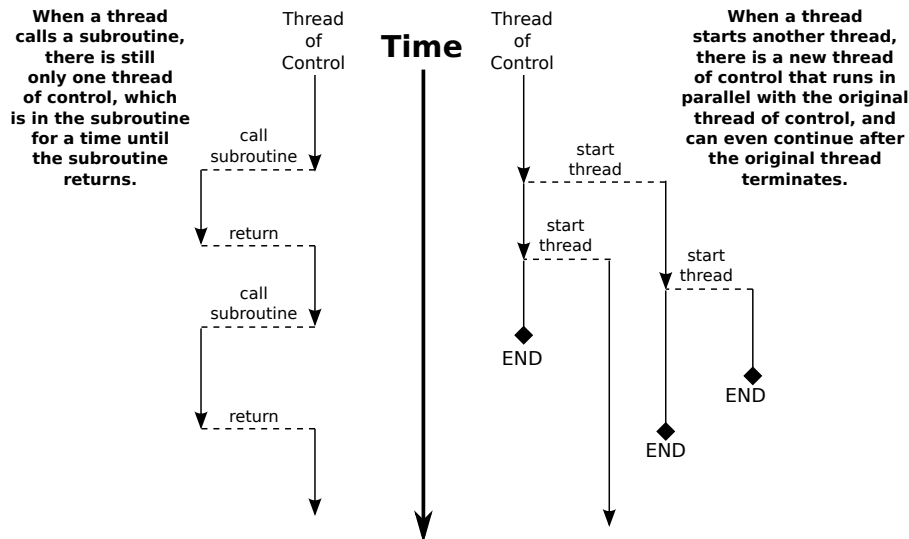 When a thread
calls a subroutine,
there is still
only one thread
of control, which
is in the subroutine
for a time until
the subroutine
returns.
Thread
of
Control
call
subroutine
return
call
subroutine
return
Time
Thread
of
Control
start
thread
start
thread
start
thread
END
END
END
When a thread
starts another thread,
there is a new thread
of control that runs in
parallel with the original
thread of control, and
can even continue after
the original thread
terminates.